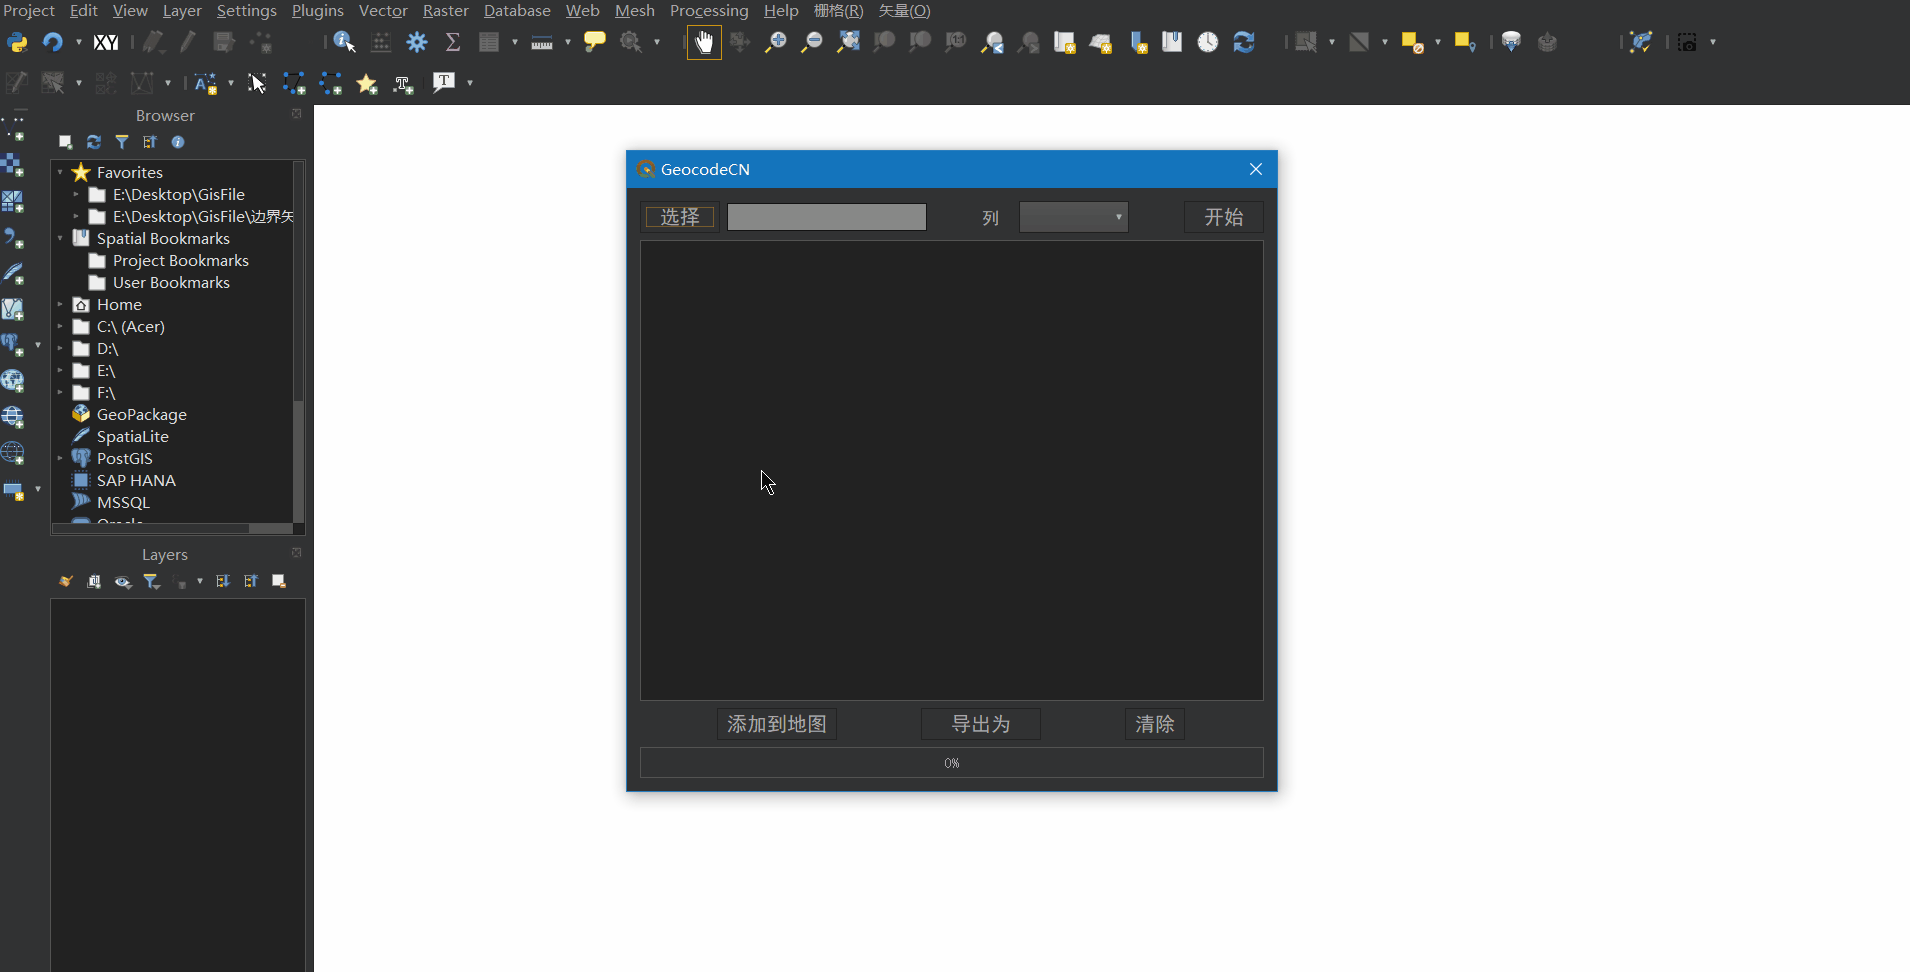 Project Edit View Layer Settings Plugins Vector Raster Database Web Mesh Processing Help 栅格(R) 矢量(O)
XY
Browser
Favorites
E:\Desktop\GisFile
E:\Desktop\GisFile\边界矢
Spatial Bookmarks
Project Bookmarks
User Bookmarks
Home
C:\ (Acer)
D:\
E:\
F:\
GeoPackage
SpatiaLite
PostGIS
SAP HANA
MSSQL
Oracle
Layers
GeocodeCN
选择 列 开始
添加到地图 导出为 清除
0%